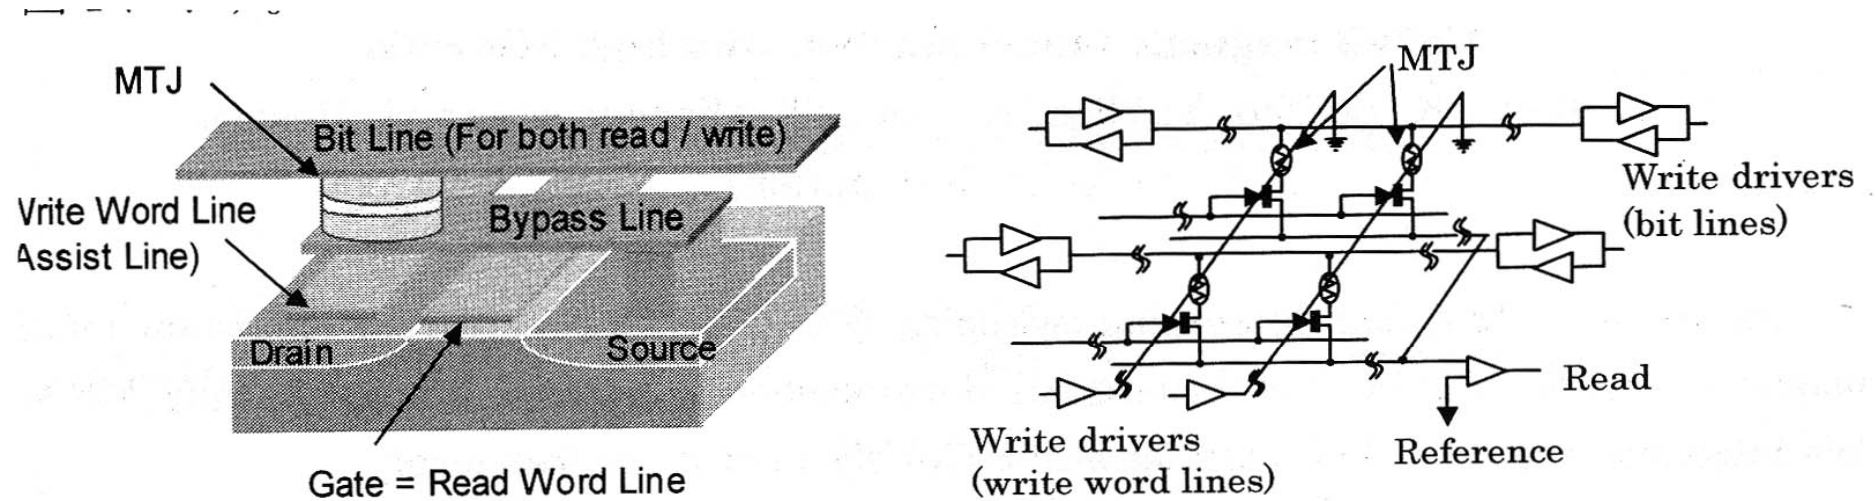 MTJ
Bit Line (For both read / write)
Write Word Line
Assist Line)
Bypass Line
Drain
Source
Gate = Read Word Line
MTJ
Write drivers
(bit lines)
Read
Reference
Write drivers
(write word lines)